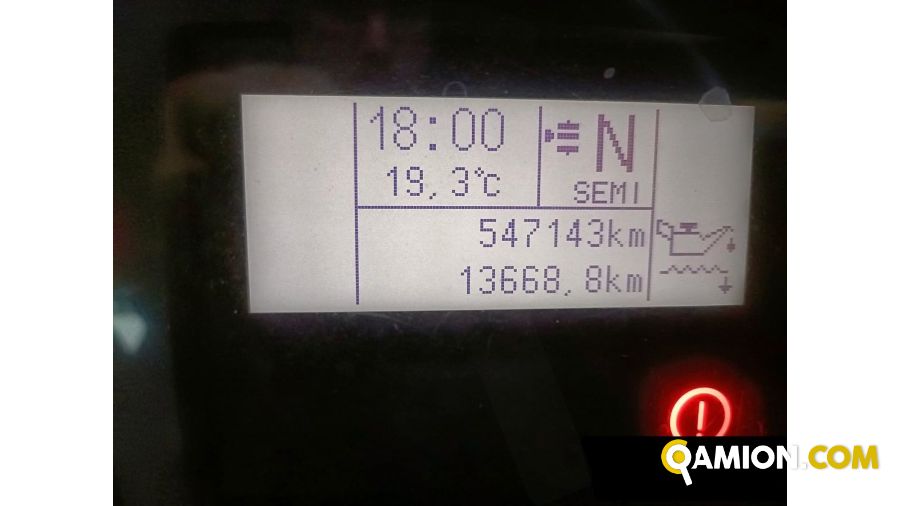 18:00
N
19,3°C
SEMI
547143km
13668,8km
QAMION.COM